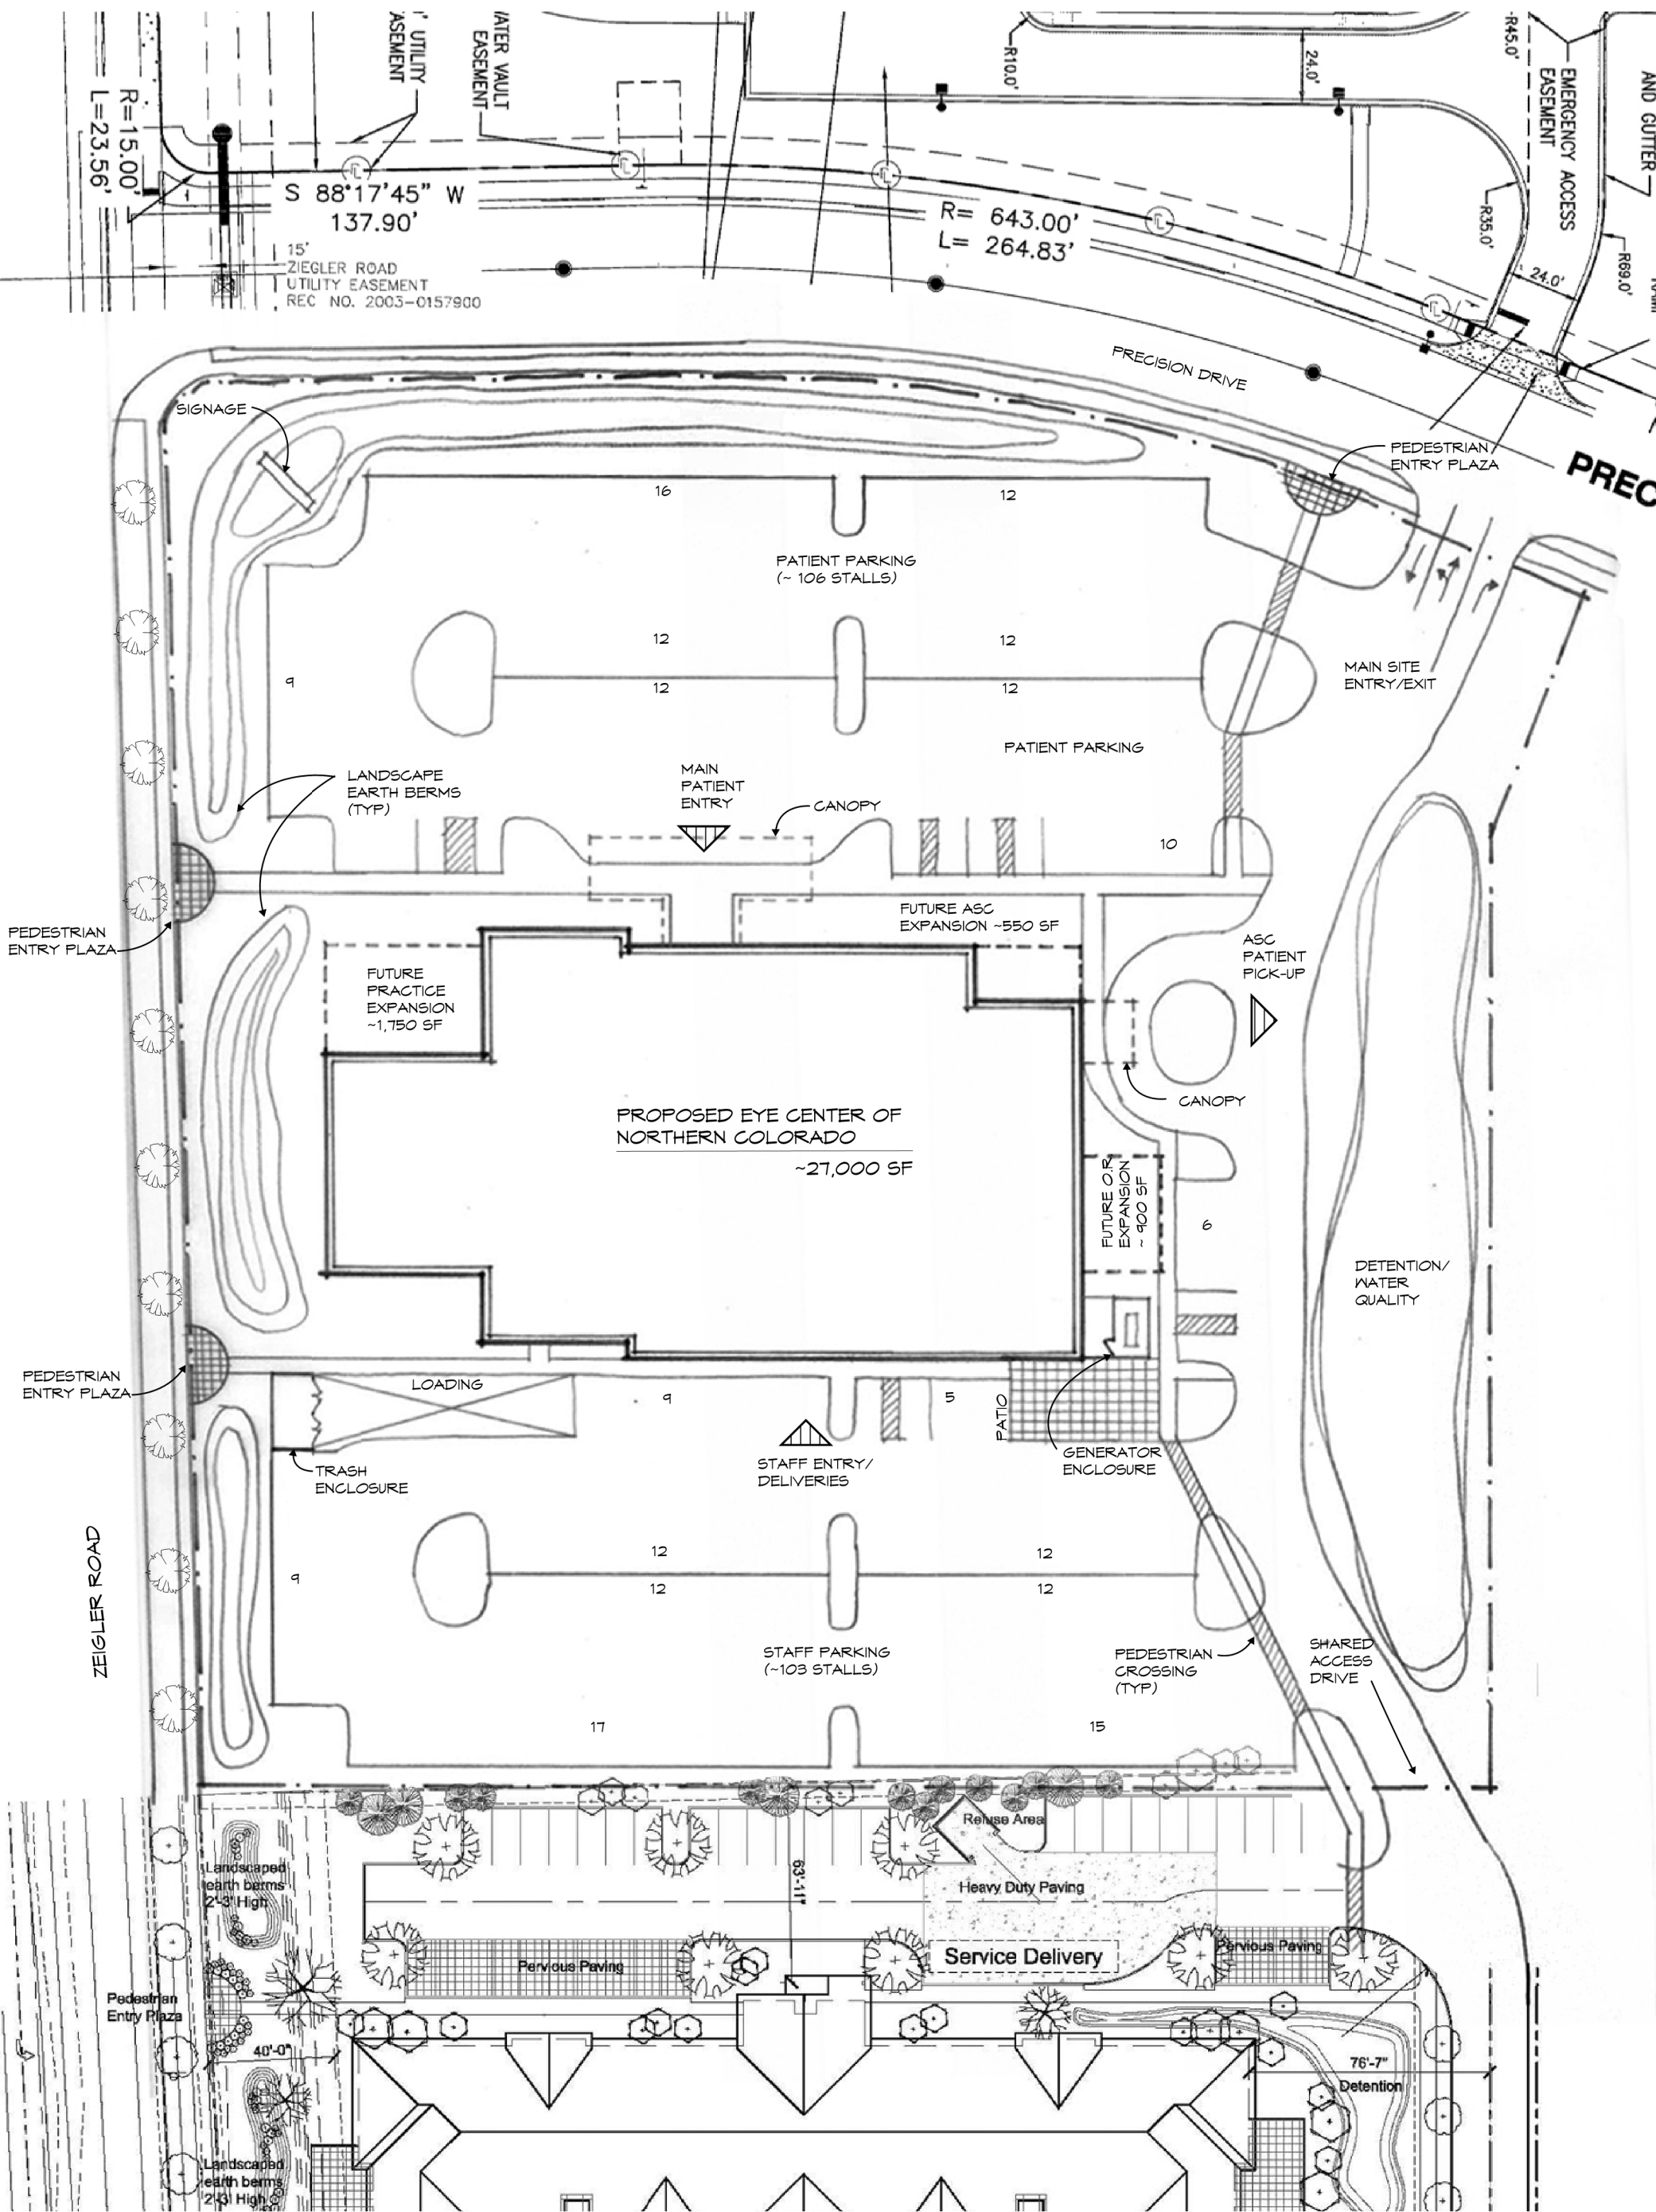 ' UTILITY
ASEMENT
ATER VAULT
EASEMENT
R=15.00'
L=23.56'
S 88°17'45" W
137.90'
15'
ZIEGLER ROAD
UTILITY EASEMENT
REC NO. 2003-0157900
R= 643.00'
L= 264.83'
R10.0'
24.0'
R45.0'
EMERGENCY ACCESS
EASEMENT
AND GUTTER
R35.0'
24.0'
R69.0'
PRECISION DRIVE
PREC
SIGNAGE
PEDESTRIAN
ENTRY PLAZA
16
12
PATIENT PARKING
(~ 106 STALLS)
12
12
12
12
9
MAIN SITE
ENTRY/EXIT
PATIENT PARKING
LANDSCAPE
EARTH BERMS
(TYP)
MAIN
PATIENT
ENTRY
CANOPY
10
PEDESTRIAN
ENTRY PLAZA
FUTURE ASC
EXPANSION ~550 SF
ASC
PATIENT
PICK-UP
FUTURE
PRACTICE
EXPANSION
~1,750 SF
CANOPY
PROPOSED EYE CENTER OF
NORTHERN COLORADO
~27,000 SF
FUTURE O.R.
EXPANSION
~ 900 SF
6
DETENTION/
WATER
QUALITY
PEDESTRIAN
ENTRY PLAZA
LOADING
9
5
PATIO
TRASH
ENCLOSURE
STAFF ENTRY/
DELIVERIES
GENERATOR
ENCLOSURE
ZEIGLER ROAD
9
12
12
12
12
STAFF PARKING
(~103 STALLS)
PEDESTRIAN
CROSSING
(TYP)
SHARED
ACCESS
DRIVE
17
15
Refuse Area
Landscaped
earth berms
2'-3' High
63'-11"
Heavy Duty Paving
Service Delivery
Pervious Paving
Pervious Paving
Pedestrian
Entry Plaza
40'-0"
76'-7"
Detention
Landscaped
earth berms
2'-3' High